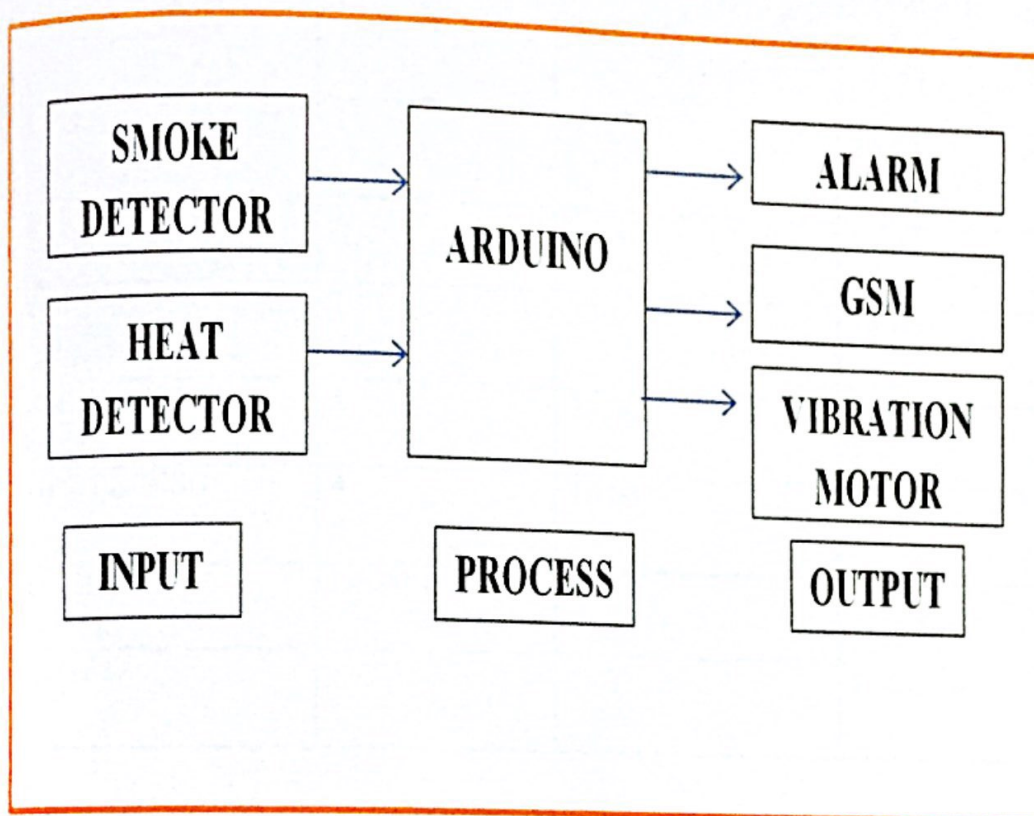 SMOKE
DETECTOR
HEAT
DETECTOR
ARDUINO
ALARM
GSM
VIBRATION
MOTOR
INPUT
PROCESS
OUTPUT